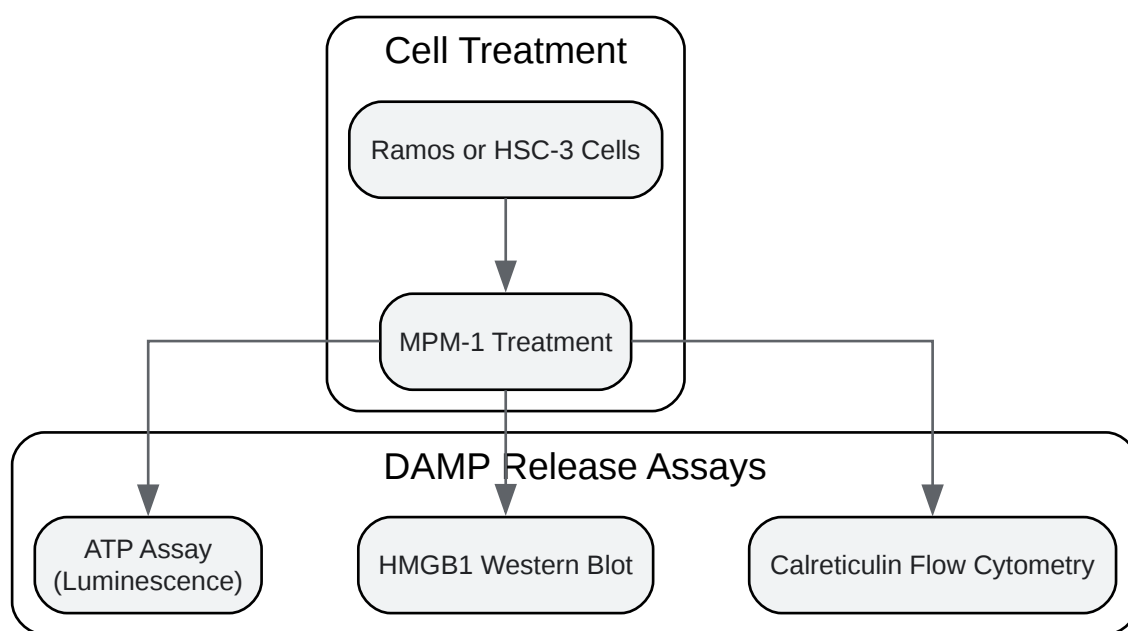 Cell Treatment
Ramos or HSC-3 Cells
MPM-1 Treatment
DAMP Release Assays
ATP Assay
(Luminescence)
HMGB1 Western Blot
Calreticulin Flow Cytometry